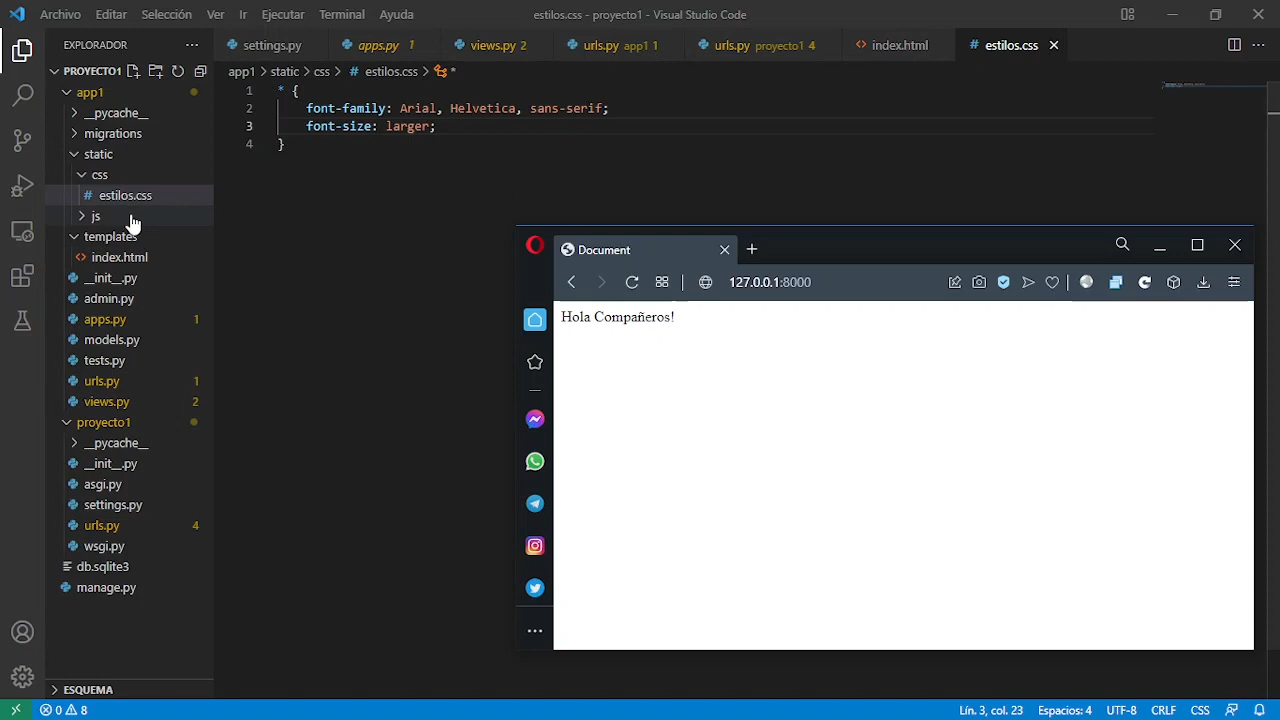 Archivo Editar Selección Ver Ir Ejecutar Terminal Ayuda estilos.css - proyecto1 - Visual Studio Code
EXPLORADOR
settings.py apps.py 1 views.py 2 urls.py app1 1 urls.py proyecto1 4 index.html # estilos.css
PROYECTO1
app1 > static > css > # estilos.css > *
app1
__pycache__
migrations
static
css
# estilos.css
js
templates
<> index.html
__init__.py
admin.py
apps.py 1
models.py
tests.py
urls.py 1
views.py 2
proyecto1
__pycache__
__init__.py
asgi.py
settings.py
urls.py 4
wsgi.py
db.sqlite3
manage.py
ESQUEMA
1 * {
2 font-family: Arial, Helvetica, sans-serif;
3 font-size: larger;
4 }
Document
127.0.0.1:8000
Hola Compañeros!
0 8 Lín. 3, col. 23 Espacios: 4 UTF-8 CRLF CSS